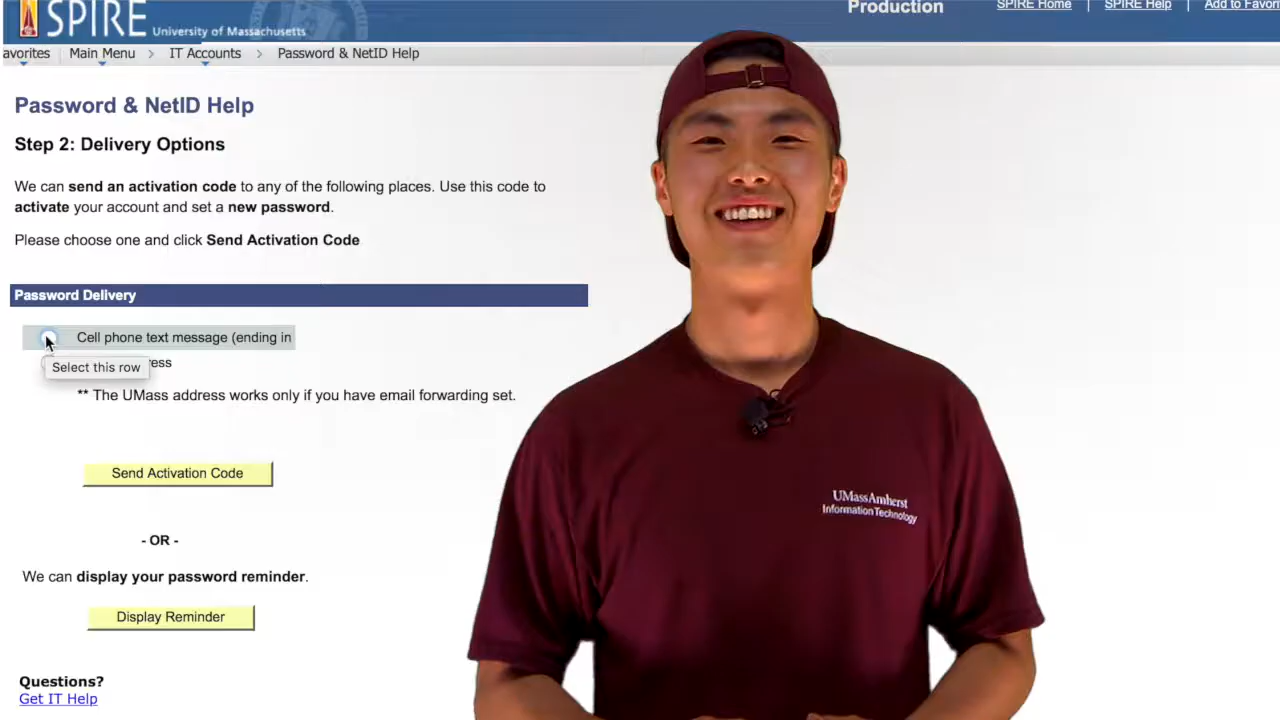 SPIRE University of Massachusetts
Production
SPIRE Home | SPIRE Help | Add to Favori
avorites Main Menu > IT Accounts > Password & NetID Help
Password & NetID Help
Step 2: Delivery Options
We can send an activation code to any of the following places. Use this code to
activate your account and set a new password.
Please choose one and click Send Activation Code
Password Delivery
Cell phone text message (ending in
Select this row
ress
** The UMass address works only if you have email forwarding set.
Send Activation Code
- OR -
We can display your password reminder.
Display Reminder
Questions?
Get IT Help
UMassAmherst
Information Technology